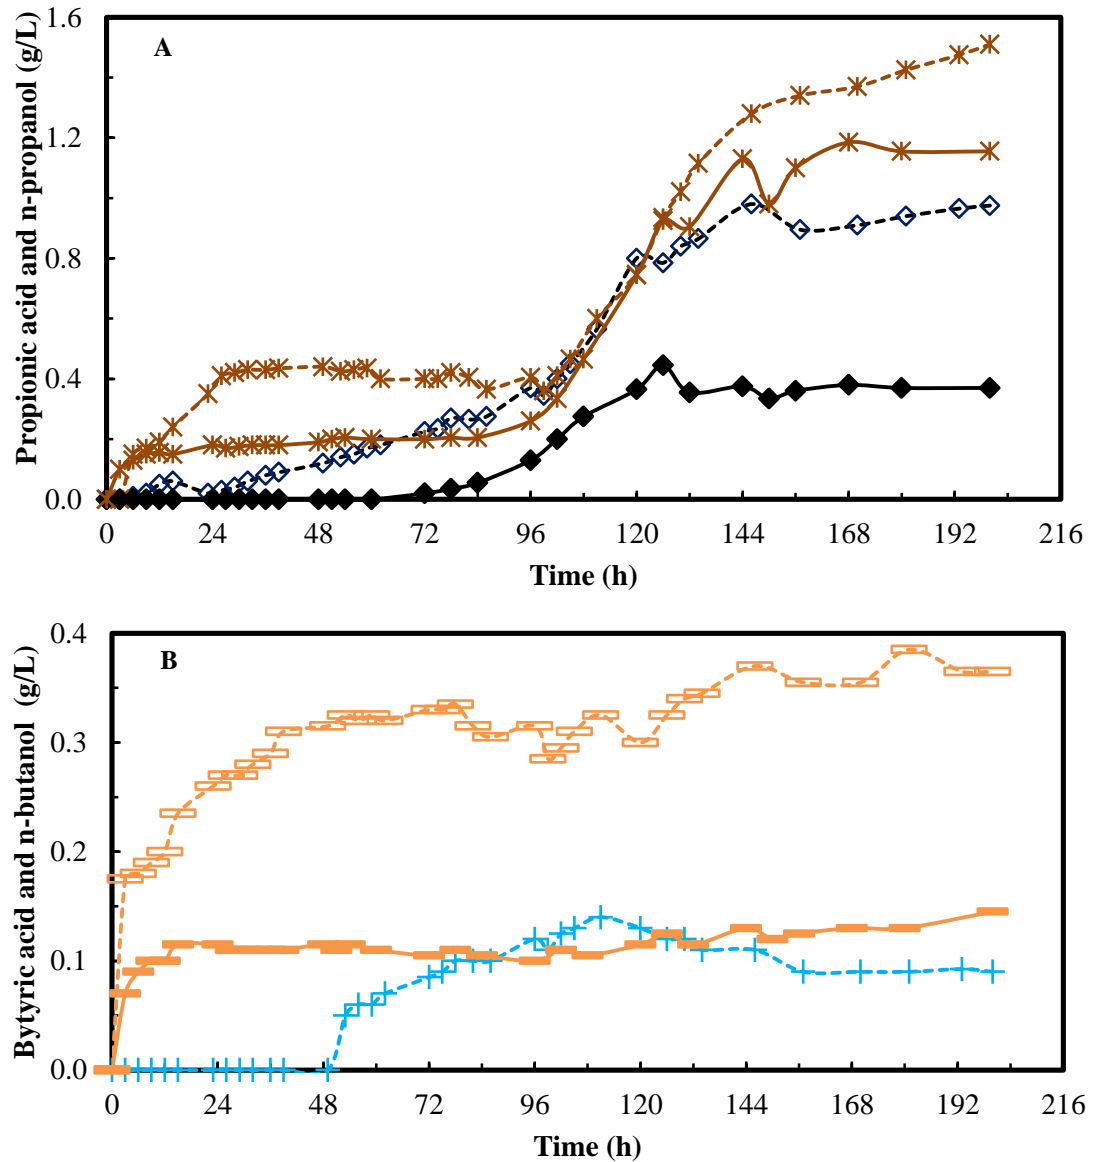 A
Propionic acid and n-propanol (g/L)
1.6
1.2
0.8
0.4
0.0
0 24 48 72 96 120 144 168 192 216
Time (h)
B
Bytyric acid and n-butanol (g/L)
0.4
0.3
0.2
0.1
0.0
0 24 48 72 96 120 144 168 192 216
Time (h)